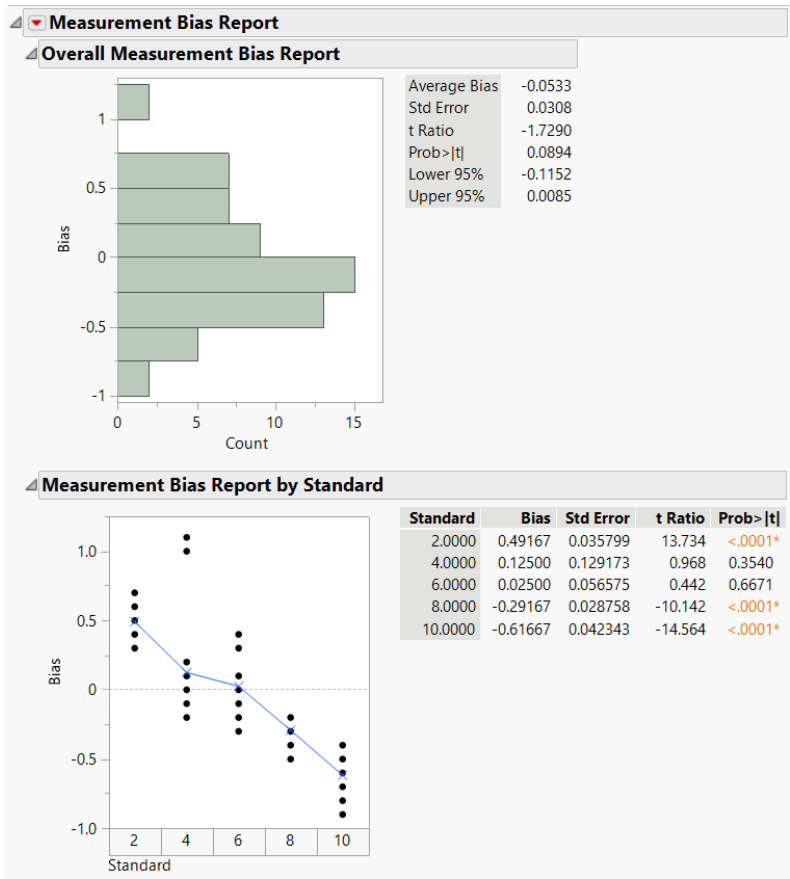 Measurement Bias Report
Overall Measurement Bias Report
1
0.5
0
-0.5
-1
Bias
0 5 10 15
Count
Average Bias -0.0533
Std Error 0.0308
t Ratio -1.7290
Prob>|t| 0.0894
Lower 95% -0.1152
Upper 95% 0.0085
Measurement Bias Report by Standard
1.0
0.5
0
-0.5
-1.0
Bias
2 4 6 8 10
Standard
Standard Bias Std Error t Ratio Prob>|t|
2.0000 0.49167 0.035799 13.734 <.0001*
4.0000 0.12500 0.129173 0.968 0.3540
6.0000 0.02500 0.056575 0.442 0.6671
8.0000 -0.29167 0.028758 -10.142 <.0001*
10.0000 -0.61667 0.042343 -14.564 <.0001*